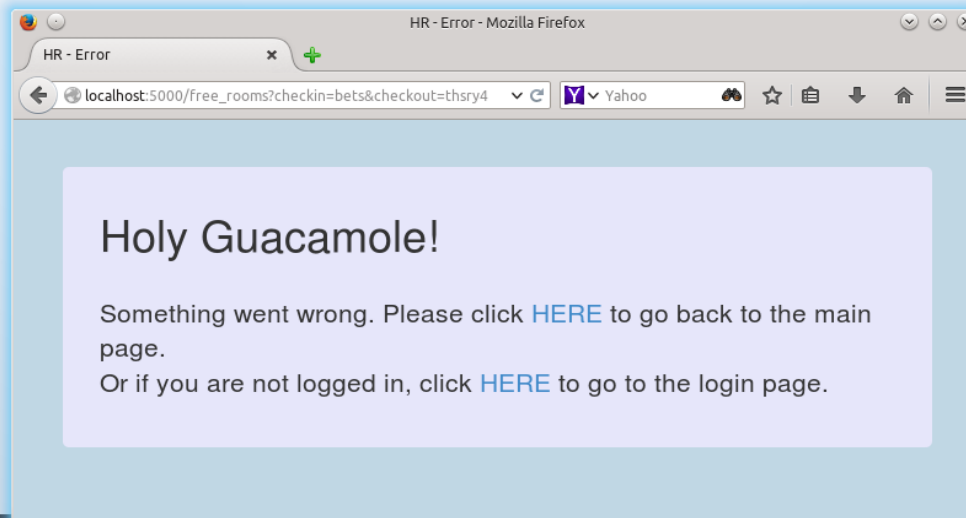 HR - Error - Mozilla Firefox
HR - Error
localhost:5000/free_rooms?checkin=bets&checkout=thsry4
Yahoo
Holy Guacamole!
Something went wrong. Please click HERE to go back to the main
page.
Or if you are not logged in, click HERE to go to the login page.